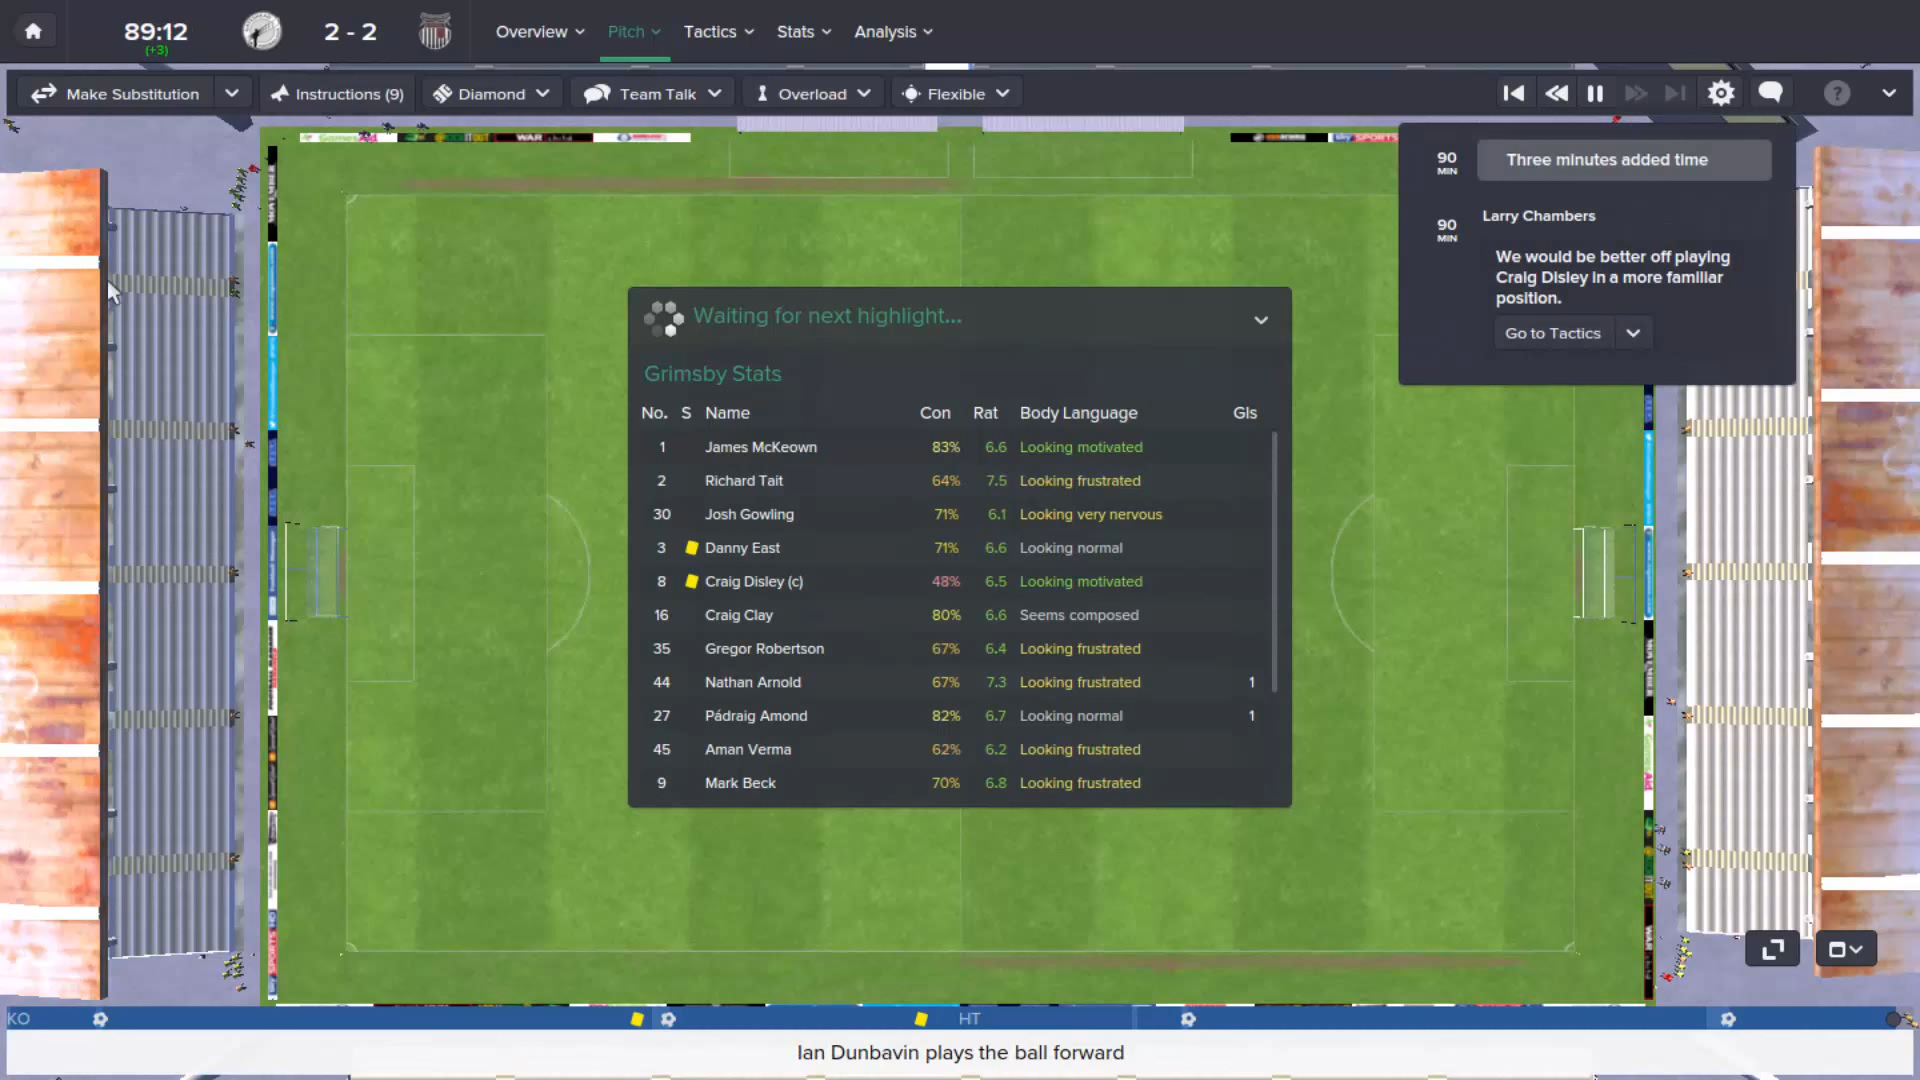 89:12
(+3)
2 - 2
Overview
Pitch
Tactics
Stats
Analysis
Make Substitution
Instructions (9)
Diamond
Team Talk
Overload
Flexible
?
WAR
90 MIN
Three minutes added time
90 MIN
Larry Chambers
We would be better off playing
Craig Disley in a more familiar
position.
Go to Tactics
Waiting for next highlight...
Grimsby Stats
No. S Name Con Rat Body Language Gls
1 James McKeown 83% 6.6 Looking motivated
2 Richard Tait 64% 7.5 Looking frustrated
30 Josh Gowling 71% 6.1 Looking very nervous
3 Danny East 71% 6.6 Looking normal
8 Craig Disley (c) 48% 6.5 Looking motivated
16 Craig Clay 80% 6.6 Seems composed
35 Gregor Robertson 67% 6.4 Looking frustrated
44 Nathan Arnold 67% 7.3 Looking frustrated 1
27 Pádraig Amond 82% 6.7 Looking normal 1
45 Aman Verma 62% 6.2 Looking frustrated
9 Mark Beck 70% 6.8 Looking frustrated
KO
HT
Ian Dunbavin plays the ball forward